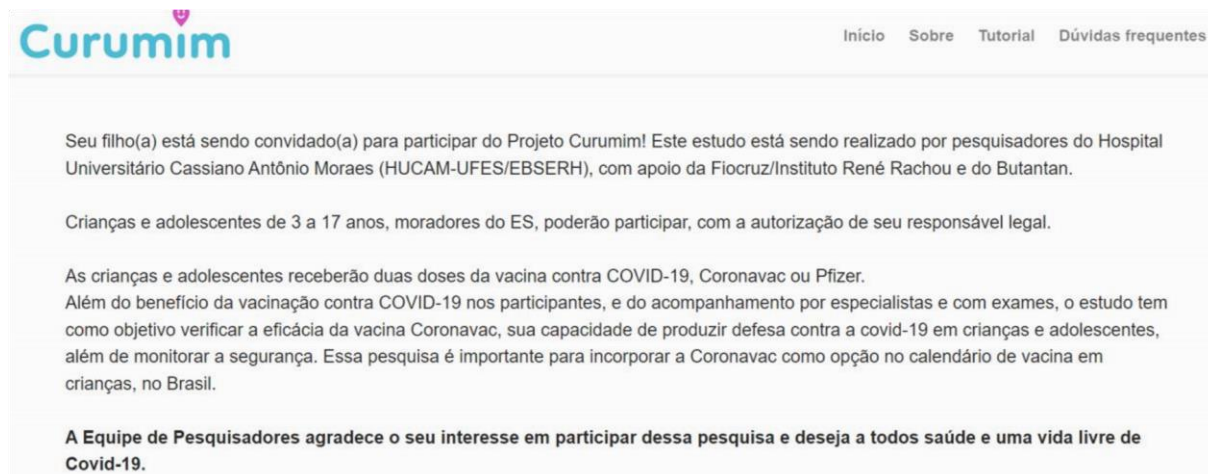 Curumim
Início Sobre Tutorial Dúvidas frequentes
Seu filho(a) está sendo convidado(a) para participar do Projeto Curumim! Este estudo está sendo realizado por pesquisadores do Hospital
Universitário Cassiano Antônio Moraes (HUCAM-UFES/EBSERH), com apoio da Fiocruz/Instituto René Rachou e do Butantan.
Crianças e adolescentes de 3 a 17 anos, moradores do ES, poderão participar, com a autorização de seu responsável legal.
As crianças e adolescentes receberão duas doses da vacina contra COVID-19, Coronavac ou Pfizer.
Além do benefício da vacinação contra COVID-19 nos participantes, e do acompanhamento por especialistas e com exames, o estudo tem
como objetivo verificar a eficácia da vacina Coronavac, sua capacidade de produzir defesa contra a covid-19 em crianças e adolescentes,
além de monitorar a segurança. Essa pesquisa é importante para incorporar a Coronavac como opção no calendário de vacina em
crianças, no Brasil.
A Equipe de Pesquisadores agradece o seu interesse em participar dessa pesquisa e deseja a todos saúde e uma vida livre de
Covid-19.